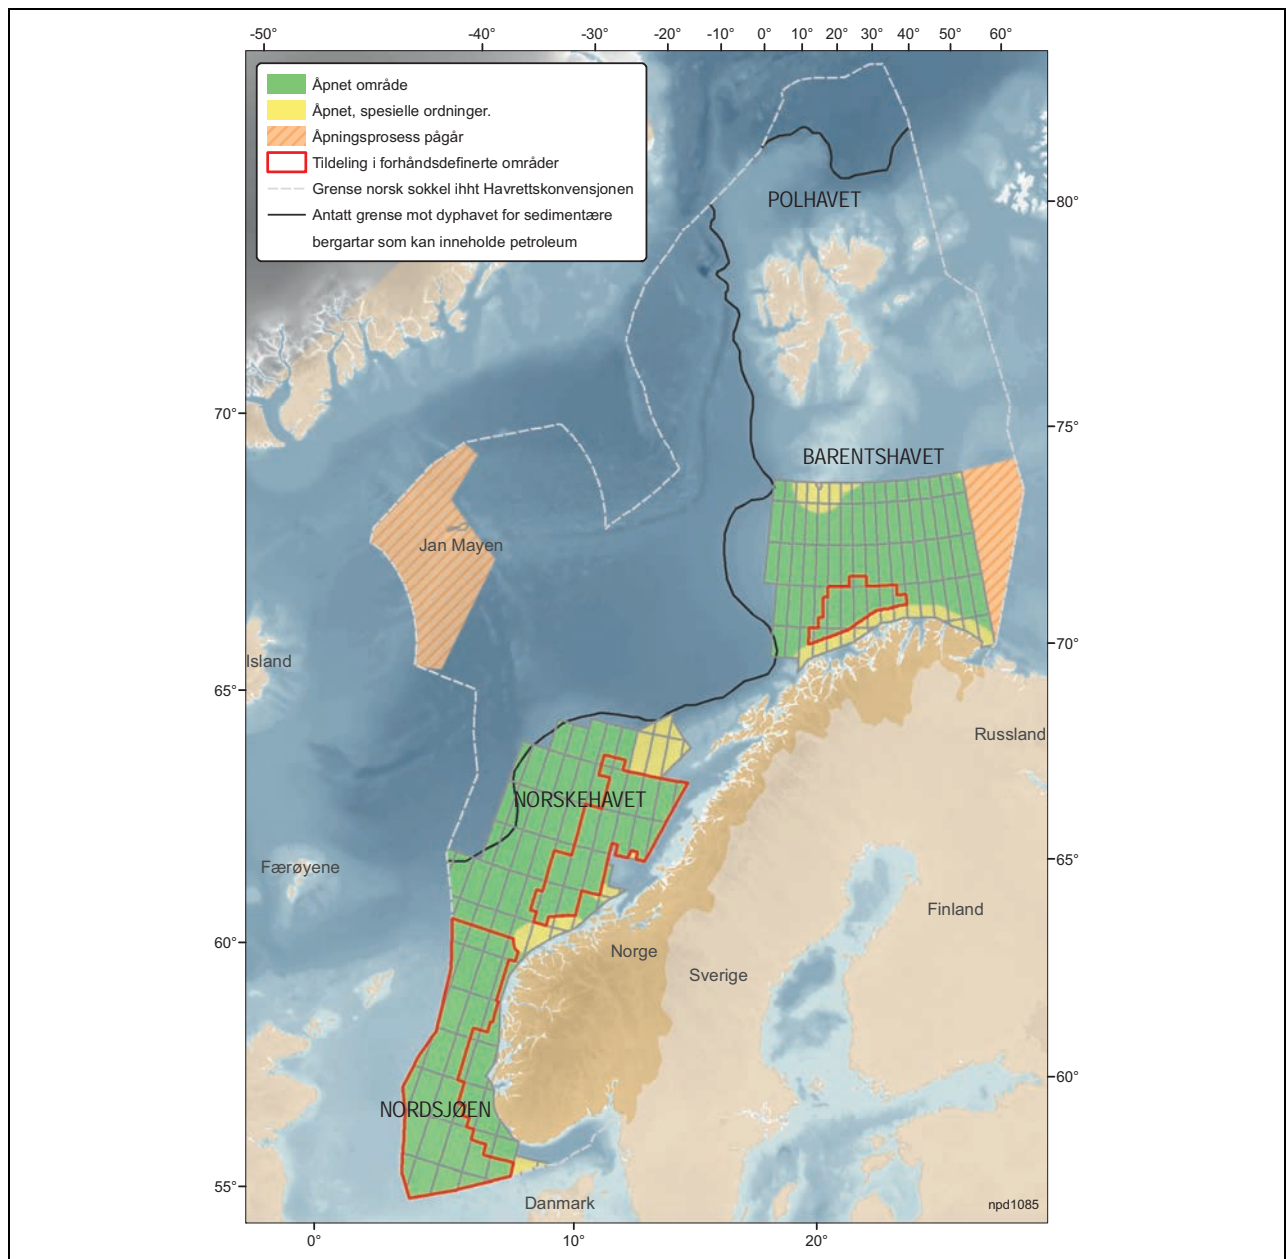 -50° -40° -30° -20° -10° 0° 10° 20° 30° 40° 50° 60°
Åpnet område
Åpnet, spesielle ordninger.
Åpningsprosess pågår
Tildeling i forhåndsdefinerte områder
Grense norsk sokkel ihht Havrettskonvensjonen
Antatt grense mot dyphavet for sedimentære
bergartar som kan inneholde petroleum
POLHAVET
80°
70°
75°
BARENTSHAVET
Jan Mayen
70°
Island
65°
Russland
NORSKEHAVET
65°
Færøyene
Finland
60°
Norge
Sverige
60°
NORDSJØEN
55°
Danmark
npd1085
0° 10° 20°